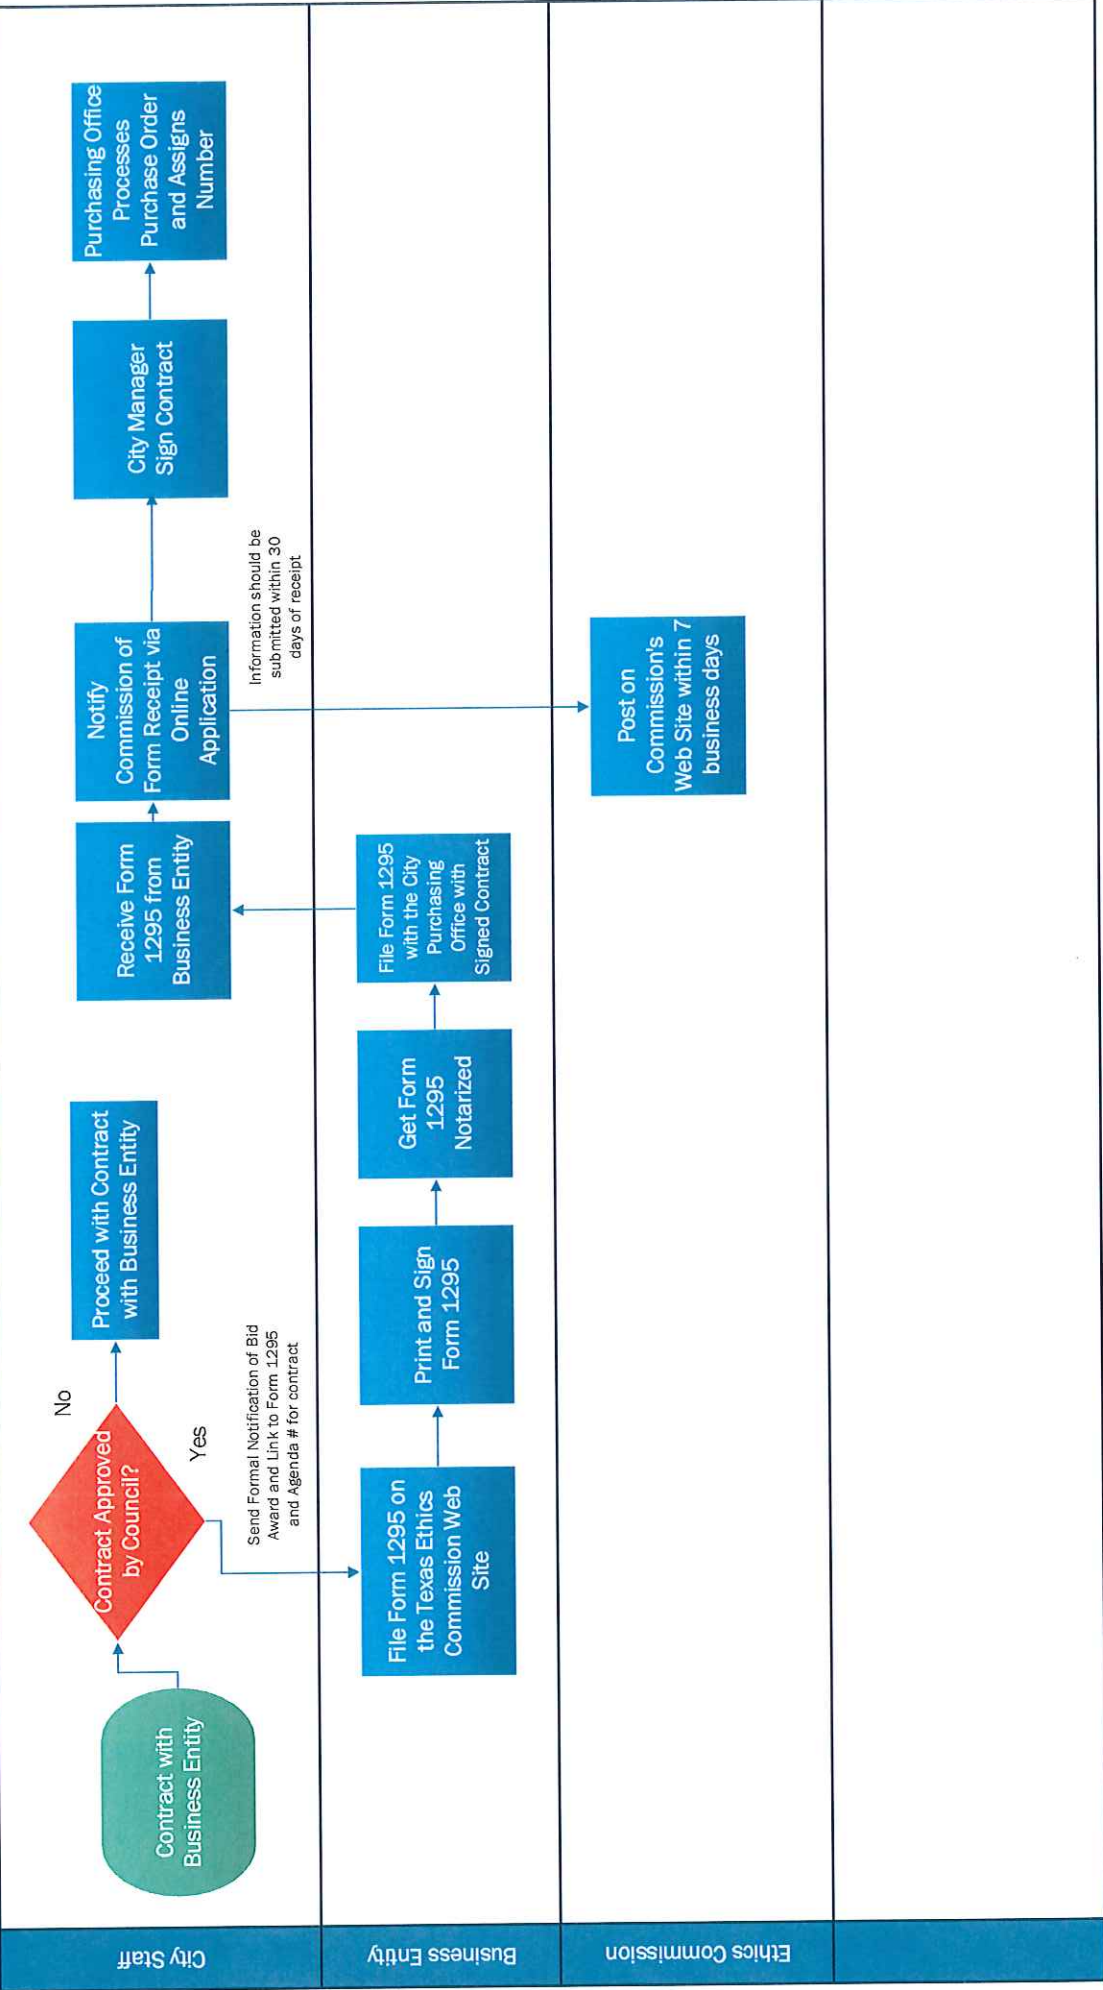 City Staff
Contract with
Business Entity
Contract Approved
by Council?
No
Yes
Proceed with Contract
with Business Entity
Send Formal Notification of Bid
Award and Link to Form 1295
and Agenda # for contract
Receive Form
1295 from
Business Entity
Notify
Commission of
Form Receipt via
Online
Application
Information should be
submitted within 30
days of receipt
City Manager
Sign Contract
Purchasing Office
Processes
Purchase Order
and Assigns
Number
Business Entity
File Form 1295 on
the Texas Ethics
Commission Web
Site
Print and Sign
Form 1295
Get Form
1295
Notarized
File Form 1295
with the City
Purchasing
Office with
Signed Contract
Ethics Commission
Post on
Commission's
Web Site within 7
business days